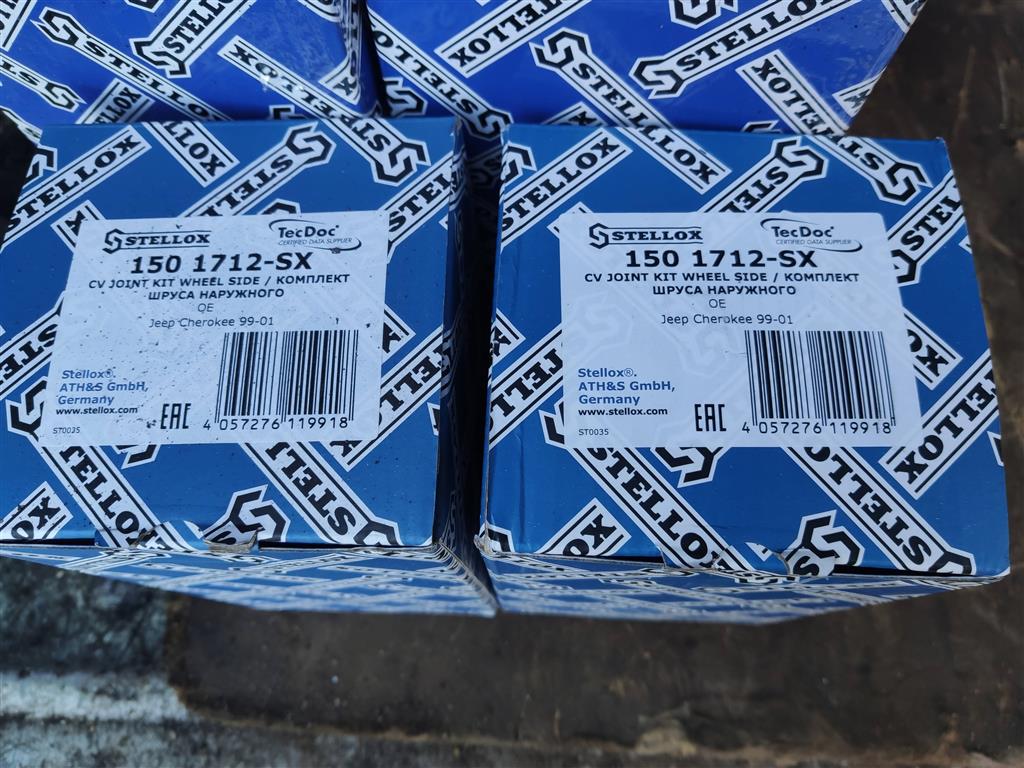 STELLOX
TecDoc®
CERTIFIED DATA SUPPLIER
150 1712-SX
CV JOINT KIT WHEEL SIDE / КОМПЛЕКТ
ШРУСА НАРУЖНОГО
OE
Jeep Cherokee 99-01
Stellox®.
ATH&S GmbH,
Germany
www.stellox.com
EAC
4 057276 119918
ST0035
STELLOX
TecDoc®
CERTIFIED DATA SUPPLIER
150 1712-SX
CV JOINT KIT WHEEL SIDE / КОМПЛЕКТ
ШРУСА НАРУЖНОГО
OE
Jeep Cherokee 99-01
Stellox®.
ATH&S GmbH,
Germany
www.stellox.com
EAC
4 057276 119918
ST0035